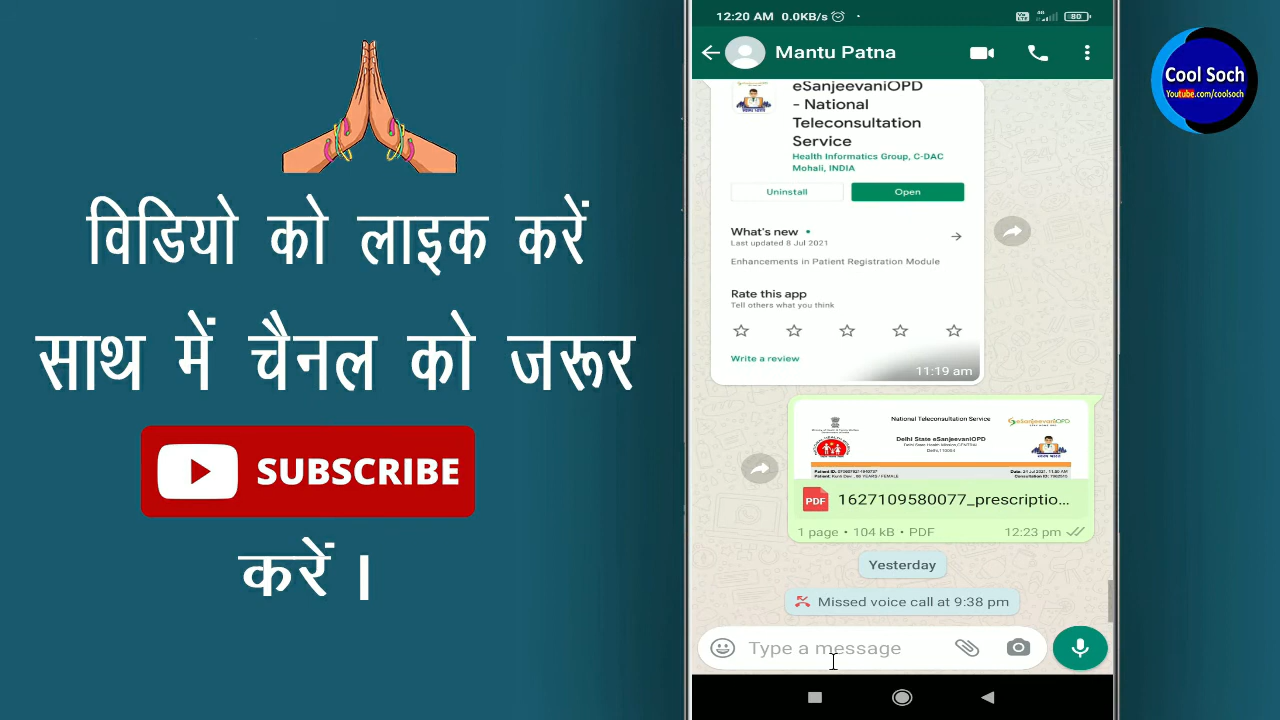 विडियो को लाइक करें
साथ में चैनल को जरूर
SUBSCRIBE
करें ।
12:20 AM 0.0KB/s
4G
80
Mantu Patna
eSanjeevaniOPD
- National
Teleconsultation
Service
Health Informatics Group, C-DAC
Mohali, INDIA
Uninstall
Open
What's new
Last updated 8 Jul 2021
Enhancements in Patient Registration Module
Rate this app
Tell others what you think
Write a review
11:19 am
National Teleconsultation Service
eSanjeevaniOPD
Delhi State eSanjeevaniOPD
PDF
1627109580077_prescriptio...
1 page • 104 kB • PDF
12:23 pm
Yesterday
Missed voice call at 9:38 pm
Type a message
Cool Soch
Youtube.com/coolsoch